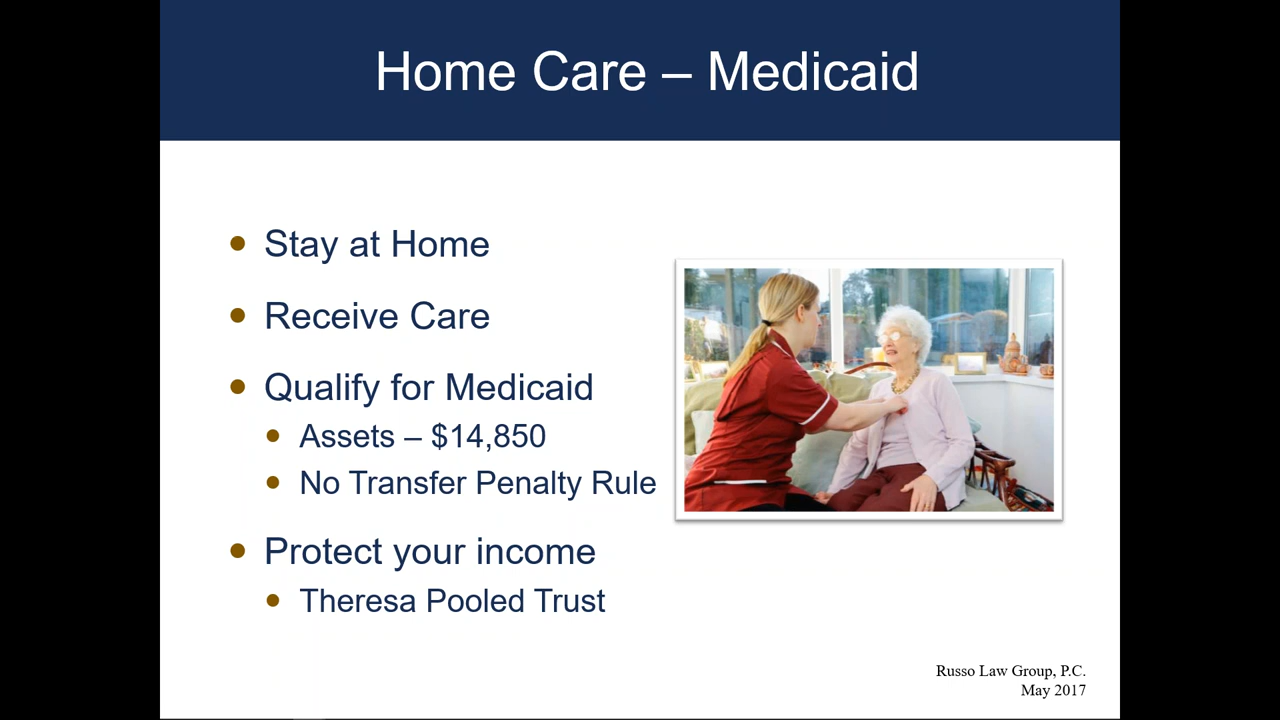 Home Care – Medicaid
Stay at Home
Receive Care
Qualify for Medicaid
Assets – $14,850
No Transfer Penalty Rule
Protect your income
Theresa Pooled Trust
Russo Law Group, P.C.
May 2017